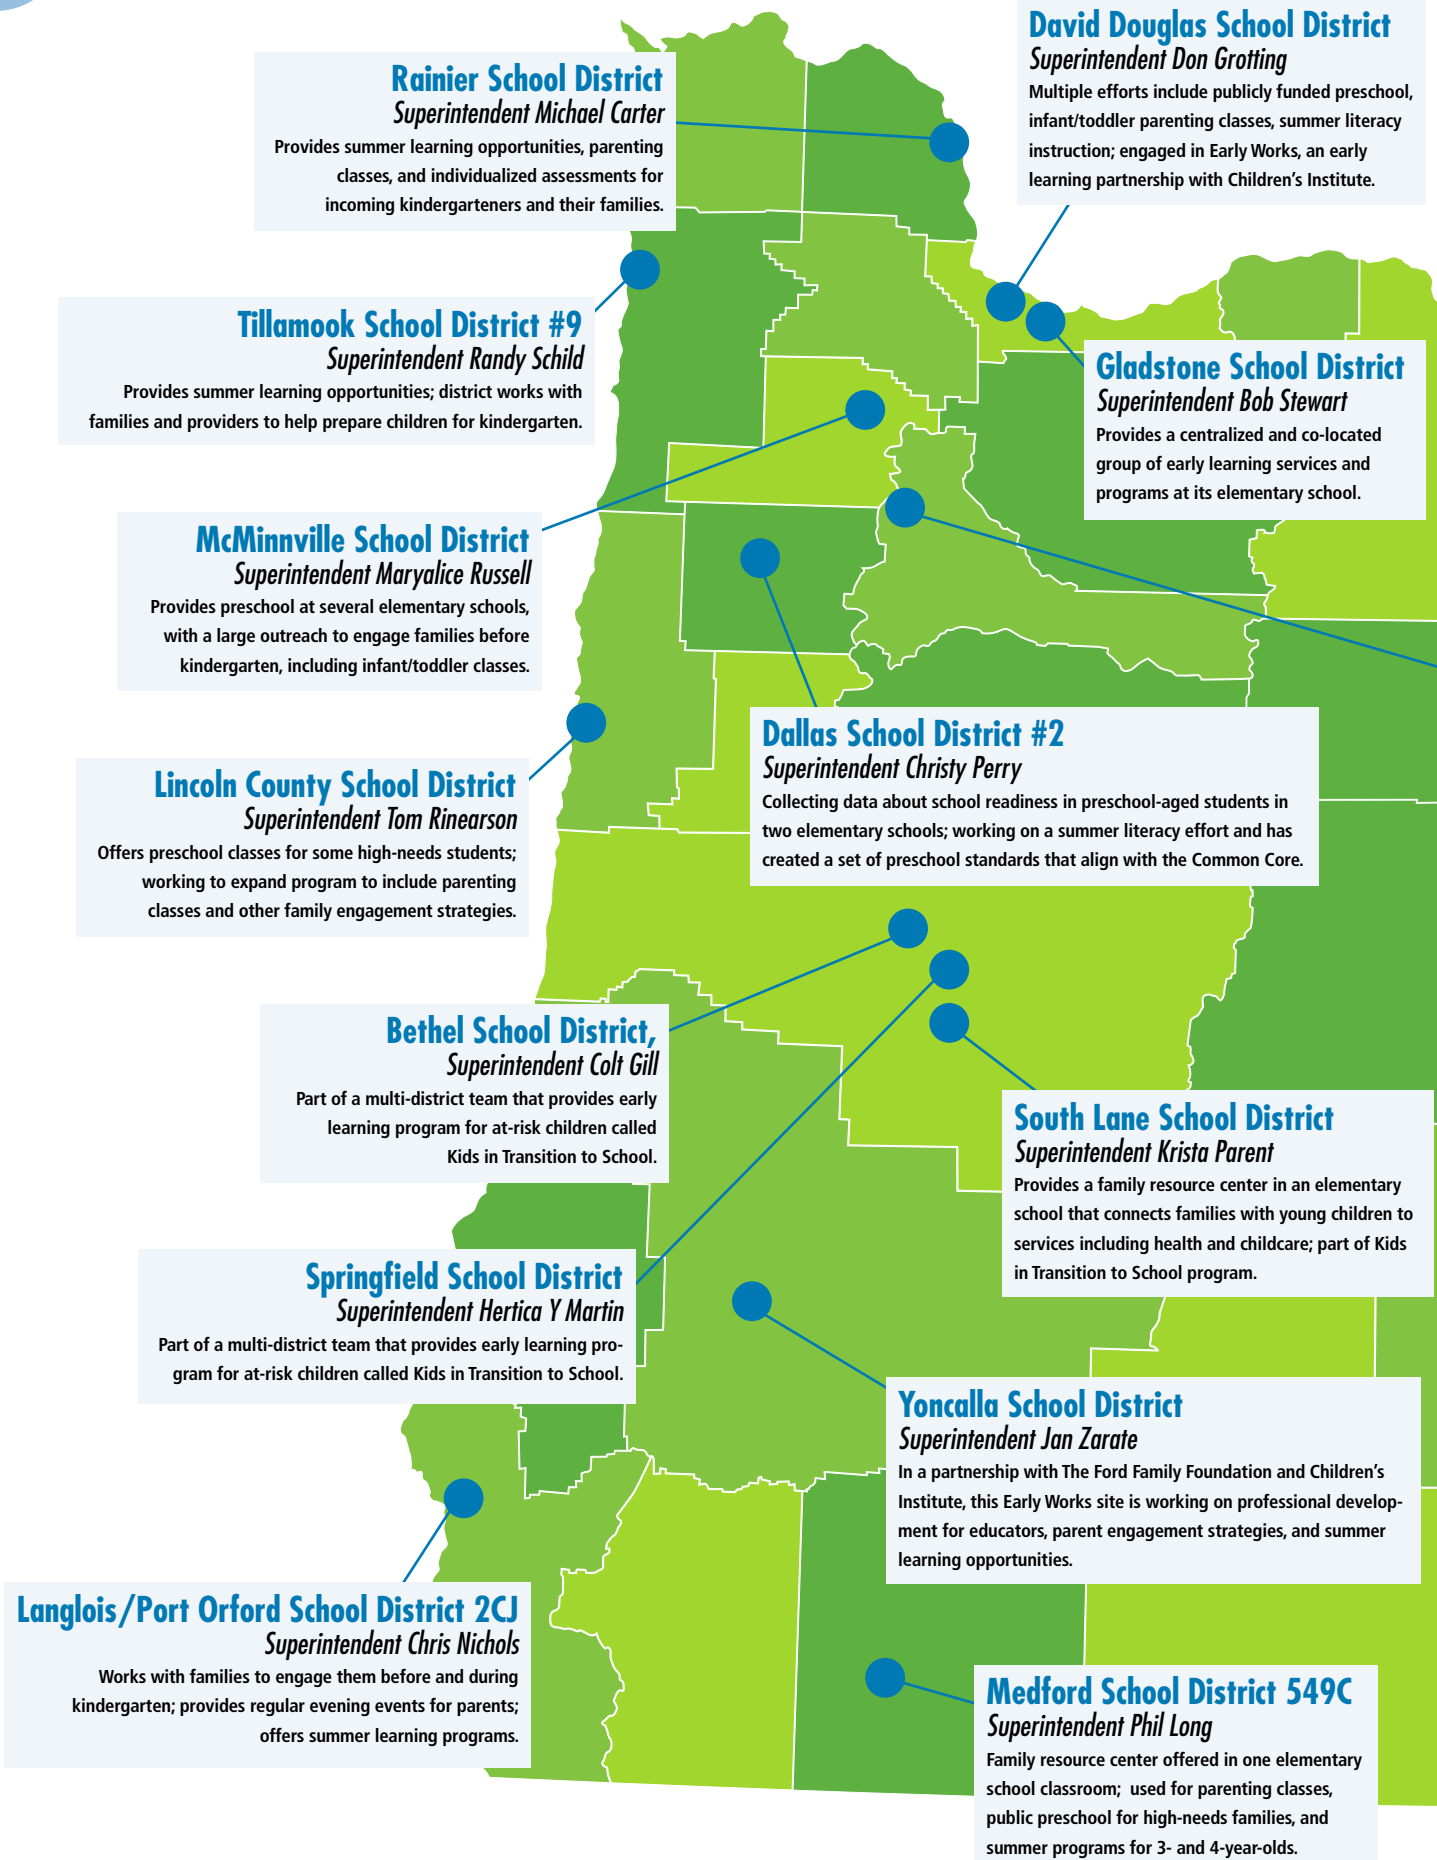 David Douglas School District
Superintendent Don Grotting
Multiple efforts include publicly funded preschool,
infant/toddler parenting classes, summer literacy
instruction; engaged in Early Works, an early
learning partnership with Children's Institute.
Rainier School District
Superintendent Michael Carter
Provides summer learning opportunities, parenting
classes, and individualized assessments for
incoming kindergarteners and their families.
Tillamook School District #9
Superintendent Randy Schild
Provides summer learning opportunities; district works with
families and providers to help prepare children for kindergarten.
Gladstone School District
Superintendent Bob Stewart
Provides a centralized and co-located
group of early learning services and
programs at its elementary school.
McMinnville School District
Superintendent Maryalice Russell
Provides preschool at several elementary schools,
with a large outreach to engage families before
kindergarten, including infant/toddler classes.
Dallas School District #2
Superintendent Christy Perry
Collecting data about school readiness in preschool-aged students in
two elementary schools; working on a summer literacy effort and has
created a set of preschool standards that align with the Common Core.
Lincoln County School District
Superintendent Tom Rinearson
Offers preschool classes for some high-needs students;
working to expand program to include parenting
classes and other family engagement strategies.
Bethel School District,
Superintendent Colt Gill
Part of a multi-district team that provides early
learning program for at-risk children called
Kids in Transition to School.
South Lane School District
Superintendent Krista Parent
Provides a family resource center in an elementary
school that connects families with young children to
services including health and childcare; part of Kids
in Transition to School program.
Springfield School District
Superintendent Hertica Y Martin
Part of a multi-district team that provides early learning pro-
gram for at-risk children called Kids in Transition to School.
Yoncalla School District
Superintendent Jan Zarate
In a partnership with The Ford Family Foundation and Children's
Institute, this Early Works site is working on professional develop-
ment for educators, parent engagement strategies, and summer
learning opportunities.
Langlois/Port Orford School District 2CJ
Superintendent Chris Nichols
Works with families to engage them before and during
kindergarten; provides regular evening events for parents;
offers summer learning programs.
Medford School District 549C
Superintendent Phil Long
Family resource center offered in one elementary
school classroom; used for parenting classes,
public preschool for high-needs families, and
summer programs for 3- and 4-year-olds.